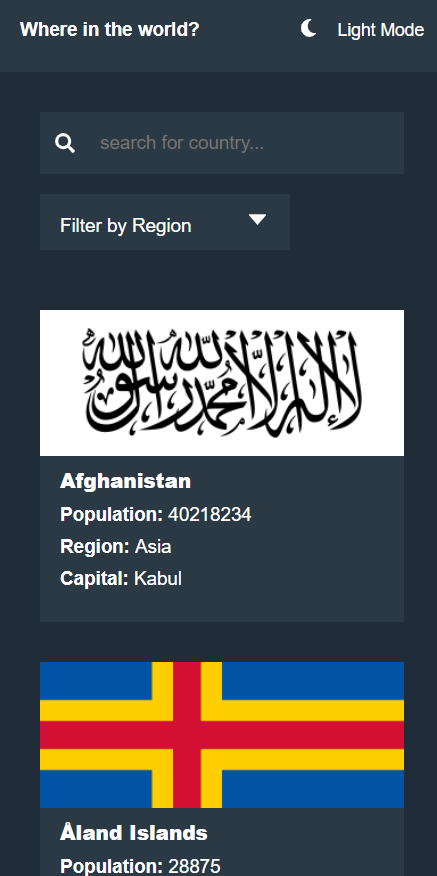 Where in the world?
Light Mode
search for country...
Filter by Region
لا إله إلا الله محمد رسول الله
Afghanistan
Population: 40218234
Region: Asia
Capital: Kabul
Åland Islands
Population: 28875